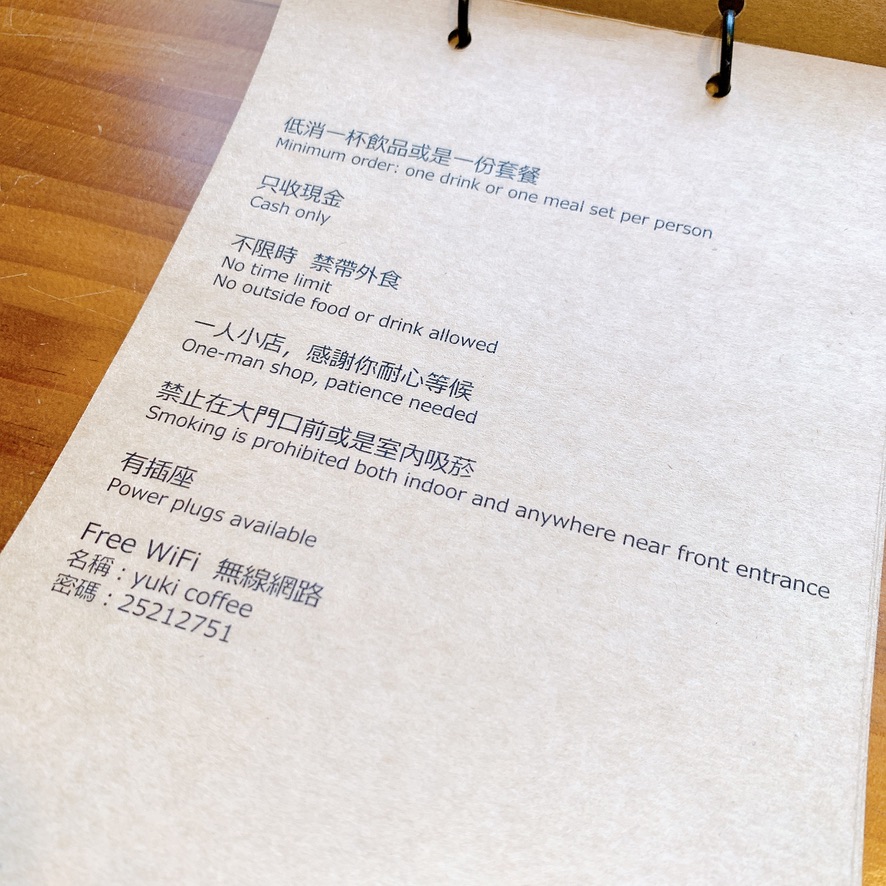 低消一杯飲品或是一份套餐
Minimum order: one drink or one meal set per person
只收現金
Cash only
不限時 禁帶外食
No time limit
No outside food or drink allowed
一人小店，感謝你耐心等候
One-man shop, patience needed
禁止在大門口前或是室內吸菸
Smoking is prohibited both indoor and anywhere near front entrance
有插座
Power plugs available
Free WiFi 無線網路
名稱：yuki coffee
密碼：25212751